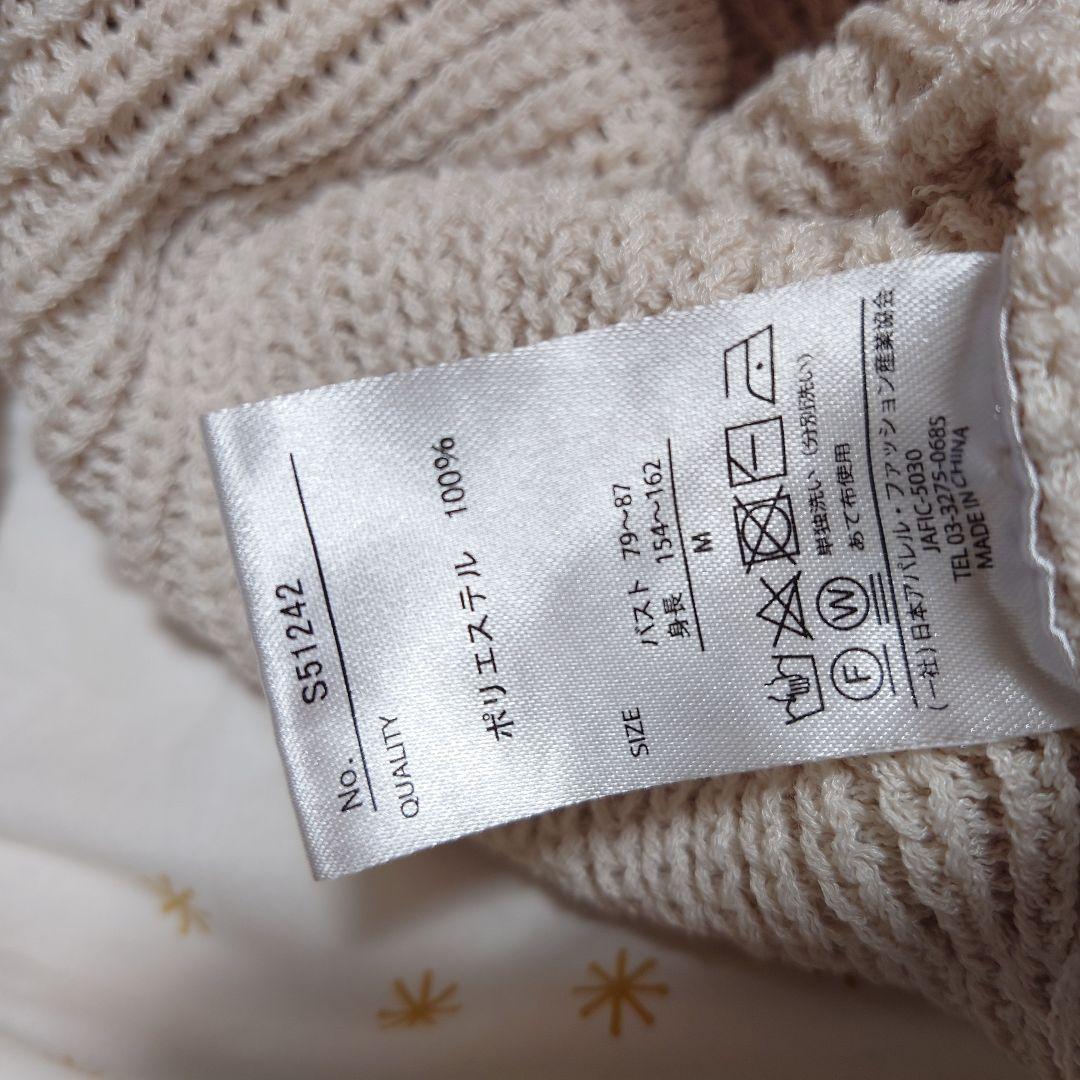 No. S51242
QUALITY
ポリエステル 100%
SIZE
バスト 79～87
身長 154～162
M
F W
単独洗い (分別洗い)
あて布使用
(一社)日本アパレル・ファッション産業協会
JAFIC-5030
TEL 03-3275-0685
MADE IN CHINA